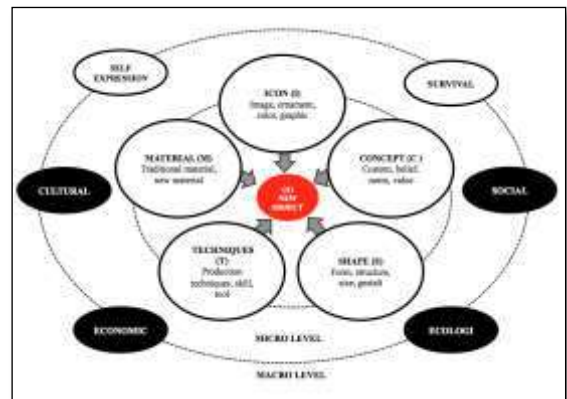 SELF
EXPRESSION
SURVIVAL
ICON (I)
Image, ornaments,
color, graphic
MATERIAL (M)
Traditional material,
new material
CONCEPT (C )
Custom, belief,
norm, value
CULTURAL
SOCIAL
NEW
OBJECT
TECHNIQUES
(T)
Production
techniques, skill,
tool
SHAPE (S)
Form, structure,
size, gestalt
ECONOMIC
ECOLOGI
MICRO LEVEL
MACRO LEVEL